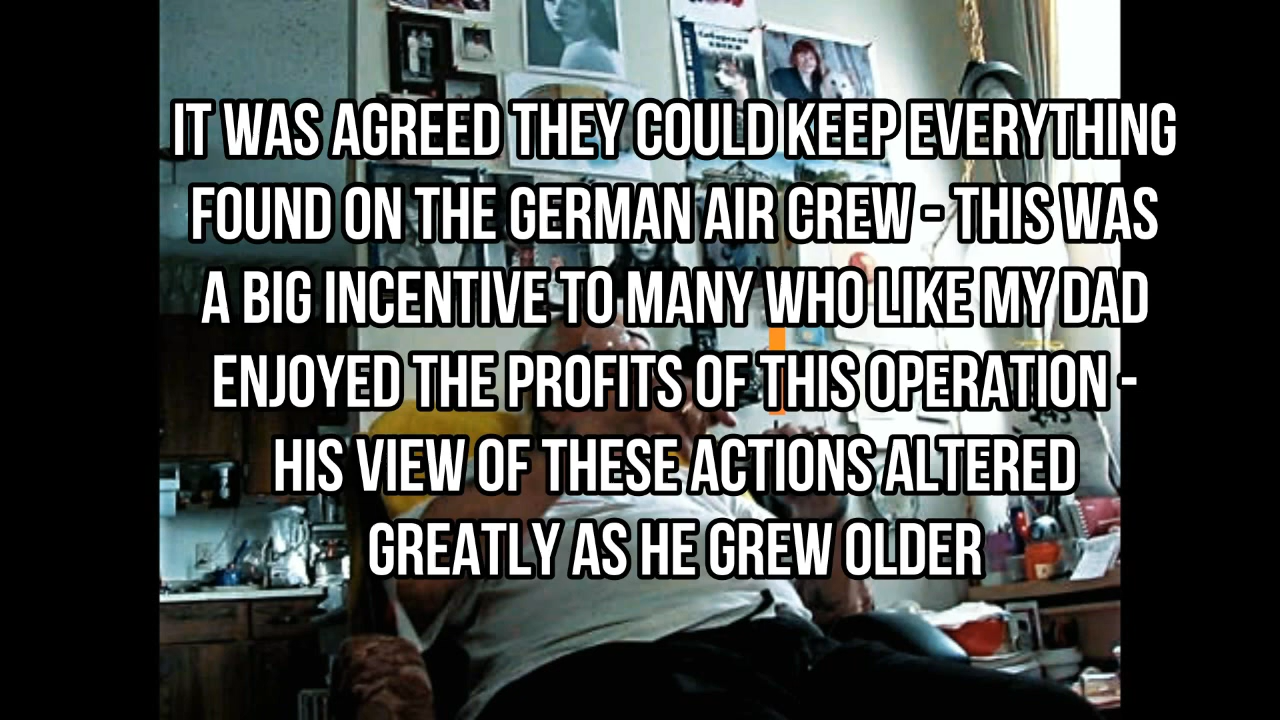 IT WAS AGREED THEY COULD KEEP EVERYTHING
FOUND ON THE GERMAN AIR CREW - THIS WAS
A BIG INCENTIVE TO MANY WHO LIKE MY DAD
ENJOYED THE PROFITS OF THIS OPERATION -
HIS VIEW OF THESE ACTIONS ALTERED
GREATLY AS HE GREW OLDER